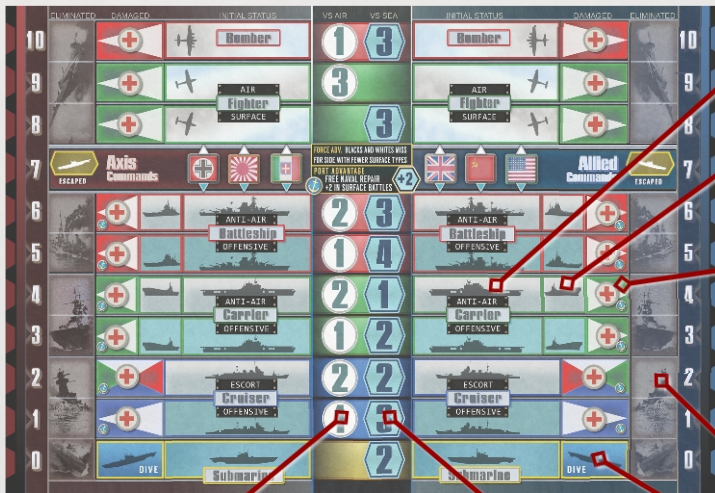 ELIMINATED DAMAGED INITIAL STATUS VS AIR VS SEA INITIAL STATUS DAMAGED ELIMINATED
10 Bomber 1 3 Bomber 10
9 3 9
AIR AIR
Fighter Fighter
SURFACE SURFACE
8 3 8
FORCE ADV. BLACKS AND WHITES MISS
FOR SIDE WITH FEWER SURFACE TYPES
PORT ADVANTAGE
FREE NAVAL REPAIR
+2 IN SURFACE BATTLES
+2
7 ESCAPED Axis Commands Allied ESCAPED 7
6 2 3 6
ANTI-AIR ANTI-AIR
Battleship Battleship
OFFENSIVE OFFENSIVE
5 1 4 5
4 2 1 4
ANTI-AIR ANTI-AIR
Carrier Carrier
OFFENSIVE OFFENSIVE
3 1 2 3
2 2 2 2
ESCORT ESCORT
Cruiser Cruiser
OFFENSIVE OFFENSIVE
1 3 1
0 DIVE 2 DIVE 0
Submarine Submarine